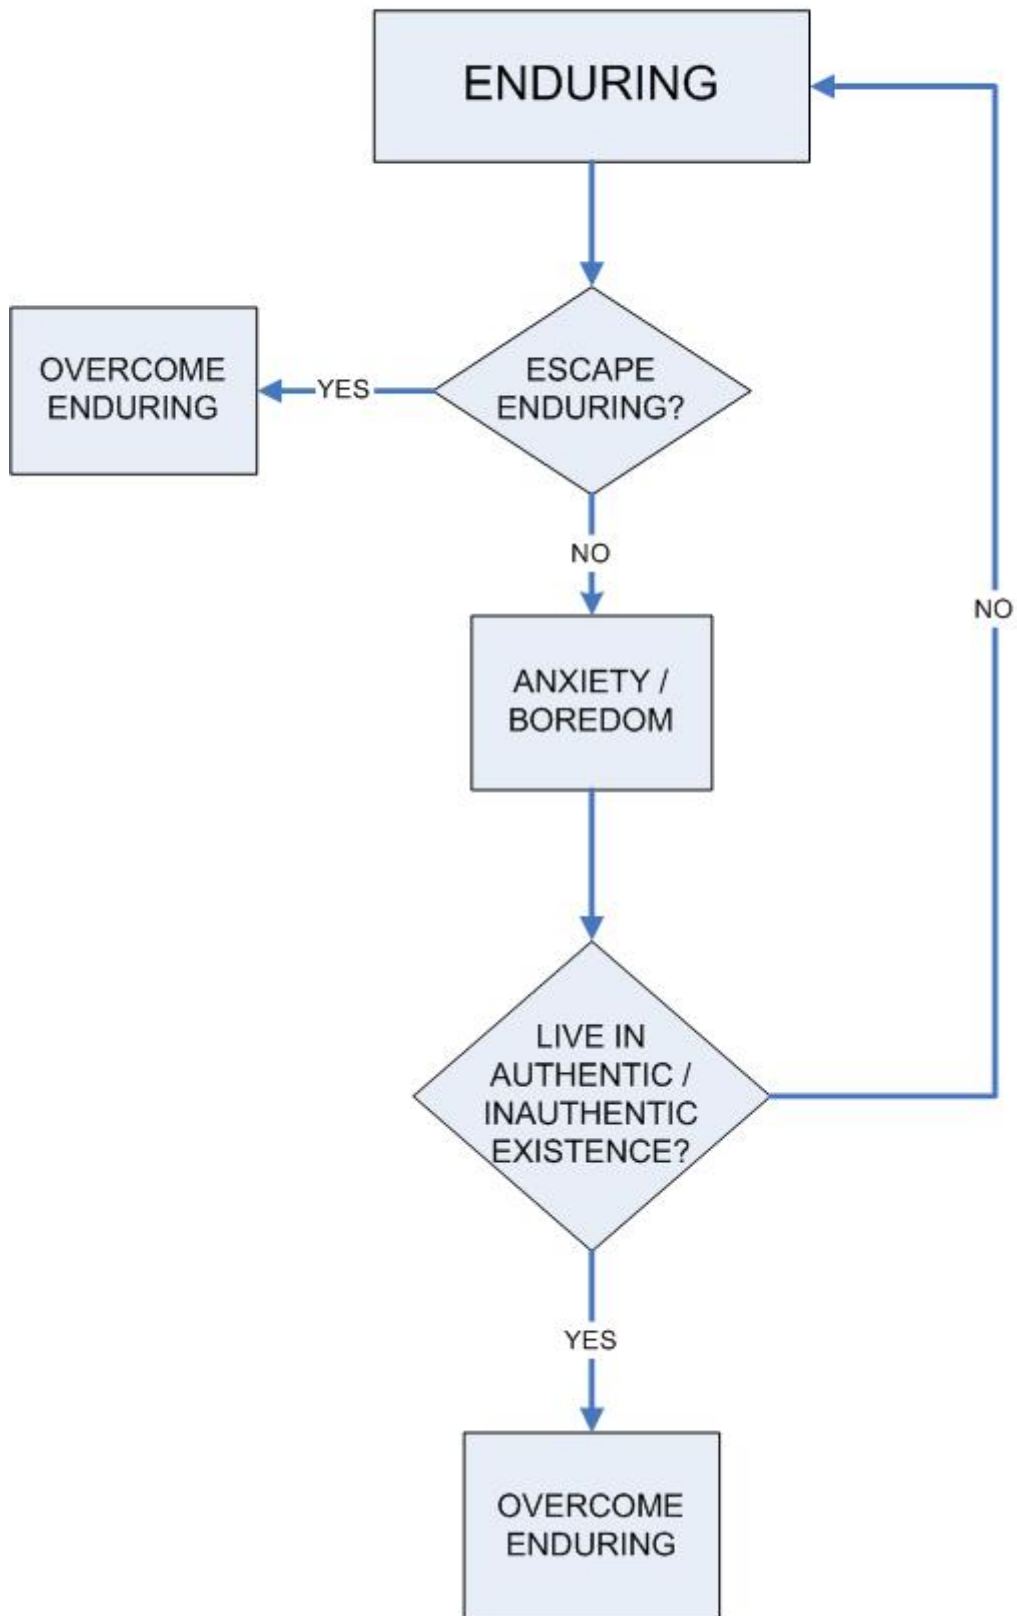 ENDURING
ESCAPE
ENDURING?
YES
OVERCOME
ENDURING
NO
ANXIETY /
BOREDOM
NO
LIVE IN
AUTHENTIC /
INAUTHENTIC
EXISTENCE?
YES
OVERCOME
ENDURING